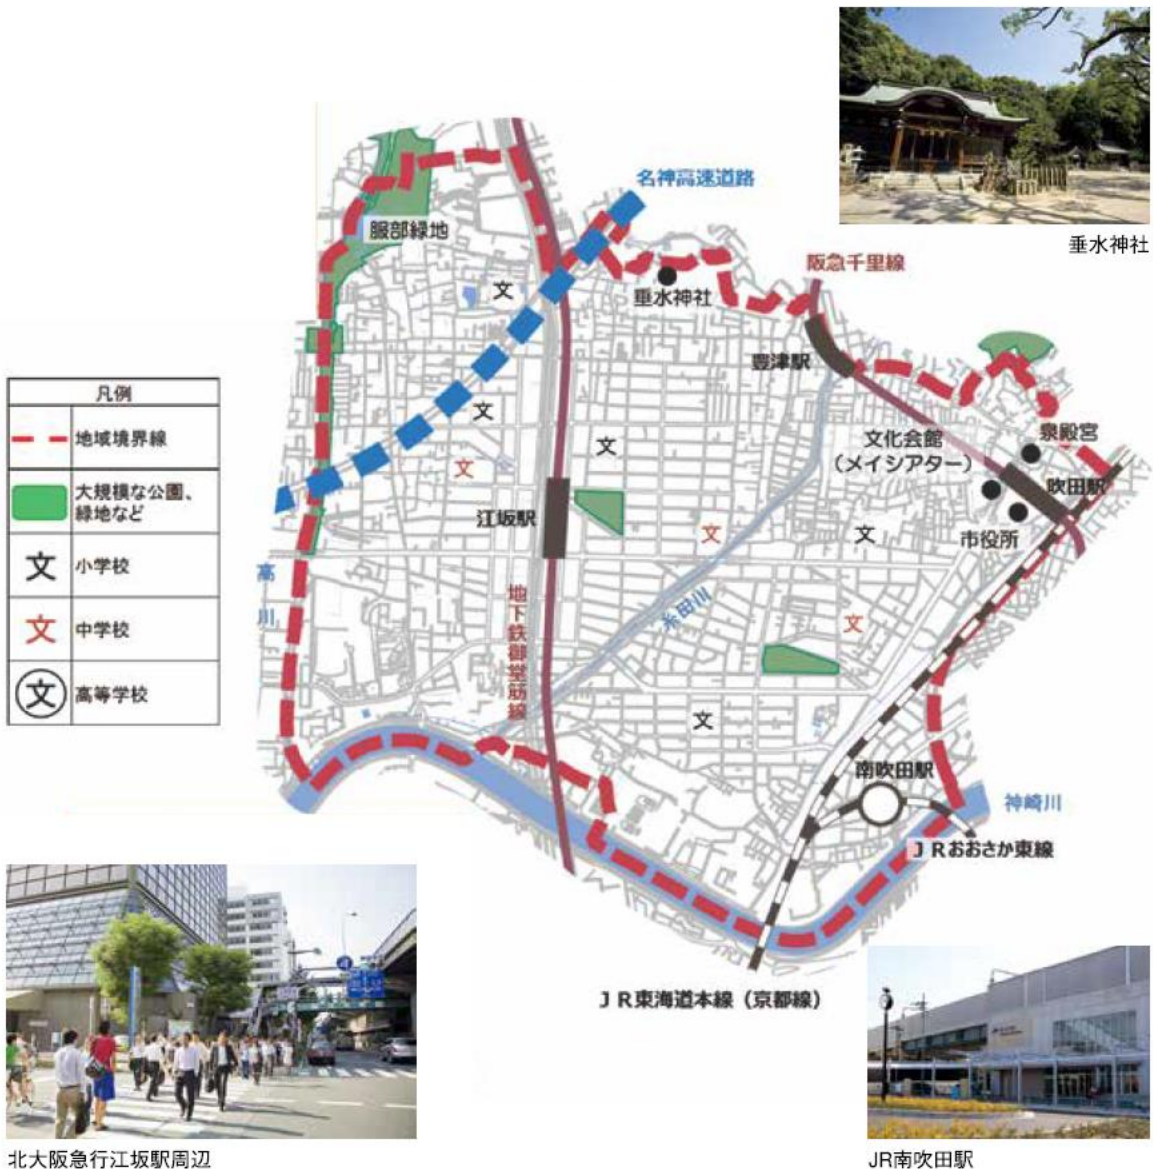 垂水神社
名神高速道路
服部緑地
阪急千里線
文
垂水神社
豊津駅
凡例
地域境界線
大規模な公園、
緑地など
文 小学校
文 中学校
文 高等学校
文
文
文
泉殿宮
文化会館
（メイシアター）
吹田駅
江坂駅
文
文
市役所
高川
地下鉄御堂筋線
糸田川
文
文
南吹田駅
神崎川
ＪＲおおさか東線
ＪＲ東海道本線（京都線）
北大阪急行江坂駅周辺
JR南吹田駅